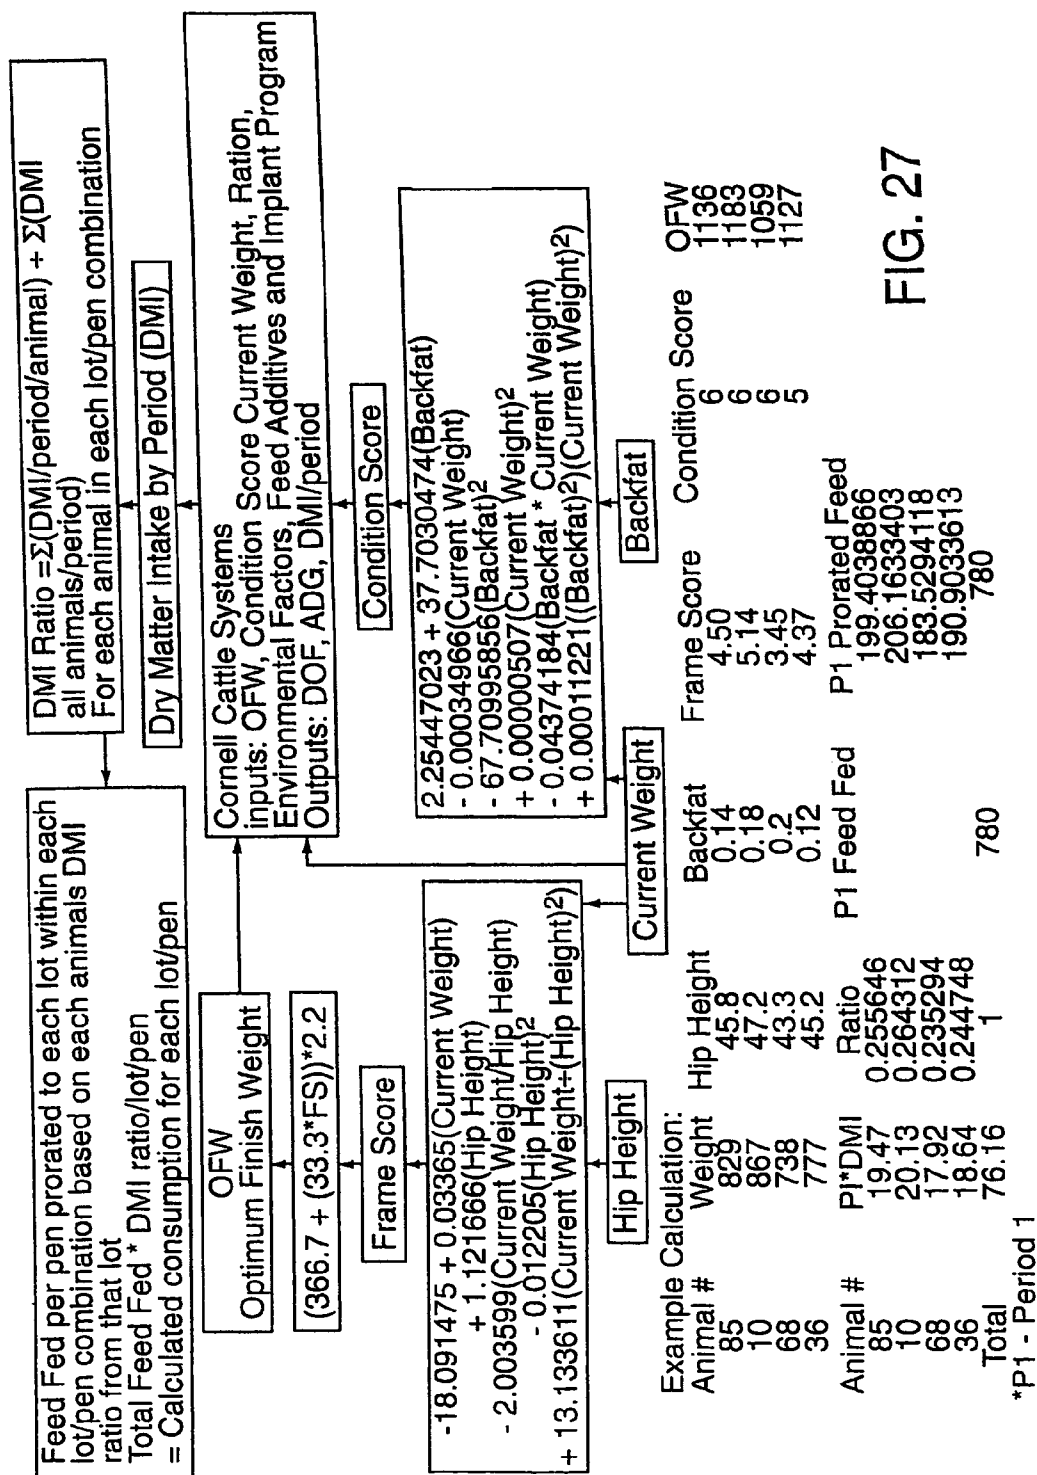 Feed Fed per pen prorated to each lot within each
lot/pen combination based on each animals DMI
ratio from that lot
Total Feed Fed * DMI ratio/lot/pen
= Calculated consumption for each lot/pen
DMI Ratio =Σ(DMI/period/animal) ÷ Σ(DMI
all animals/period)
For each animal in each lot/pen combination
Dry Matter Intake by Period (DMI)
OFW
Optimum Finish Weight
Cornell Cattle Systems
inputs: OFW, Condition Score Current Weight, Ration,
Environmental Factors, Feed Additives and Implant Program
Outputs: DOF, ADG, DMI/period
(366.7 + (33.3*FS))*2.2
Frame Score
Condition Score
-18.091475 + 0.03365(Current Weight)
+ 1.121666(Hip Height)
- 2.003599(Current Weight/Hip Height)
- 0.012205(Hip Height)2
+ 13.133611(Current Weight÷(Hip Height)2)
2.25447023 + 37.7030474(Backfat)
- 0.00034966(Current Weight)
- 67.70995856(Backfat)2
+ 0.00000507(Current Weight)2
- 0.04374184(Backfat * Current Weight)
+ 0.00011221((Backfat)2)(Current Weight)2)
Hip Height
Current Weight
Backfat
Example Calculation:
Animal # Weight Hip Height Backfat Frame Score Condition Score OFW
85 829 45.8 0.14 4.50 6 1136
10 867 47.2 0.18 5.14 6 1183
68 738 43.3 0.2 3.45 6 1059
36 777 45.2 0.12 4.37 5 1127
Animal # PI*DMI Ratio P1 Feed Fed P1 Prorated Feed
85 19.47 0.255646 199.4038866
10 20.13 0.264312 206.1633403
68 17.92 0.235294 183.5294118
36 18.64 0.244748 190.9033613
Total 76.16 1 780 780
*P1 - Period 1
FIG. 27